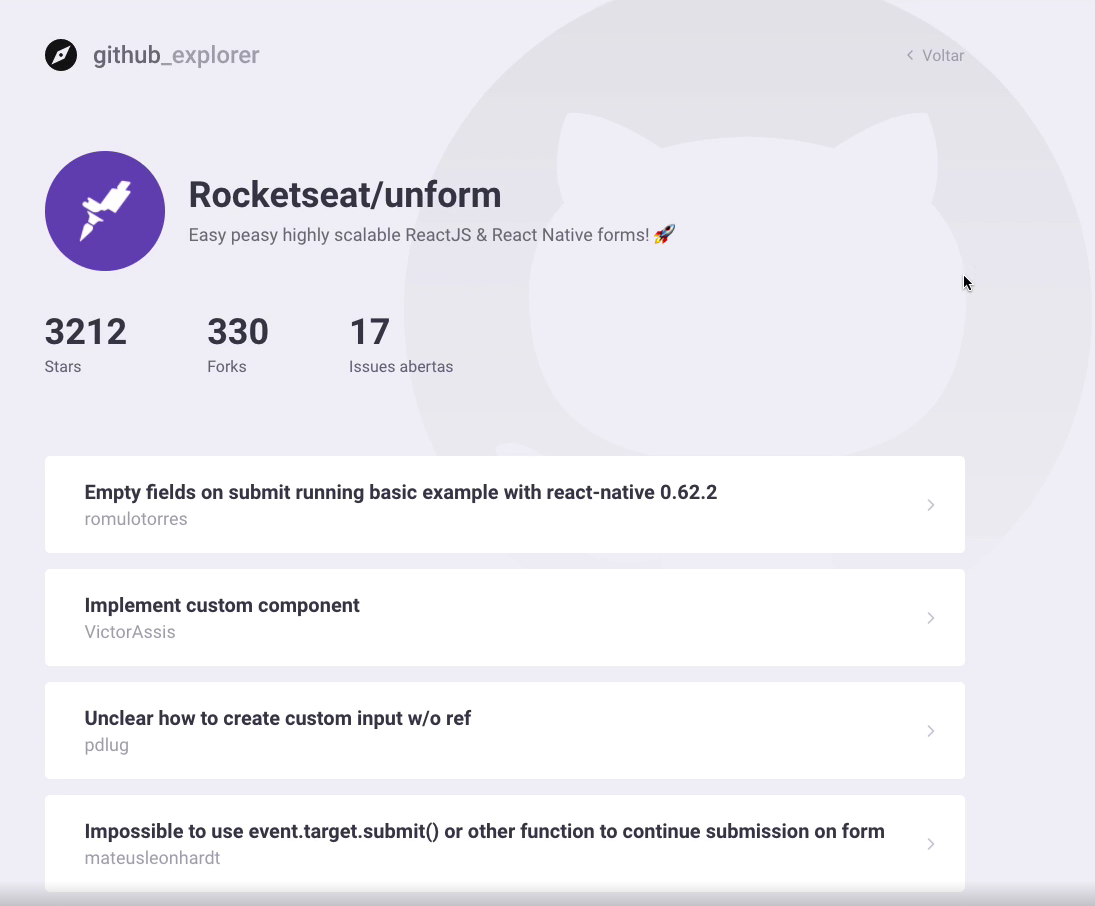 github_explorer
Voltar
Rocketseat/unform
Easy peasy highly scalable ReactJS & React Native forms! 🚀
3212 330 17
Stars Forks Issues abertas
Empty fields on submit running basic example with react-native 0.62.2
romulotorres
Implement custom component
VictorAssis
Unclear how to create custom input w/o ref
pdlug
Impossible to use event.target.submit() or other function to continue submission on form
mateusleonhardt